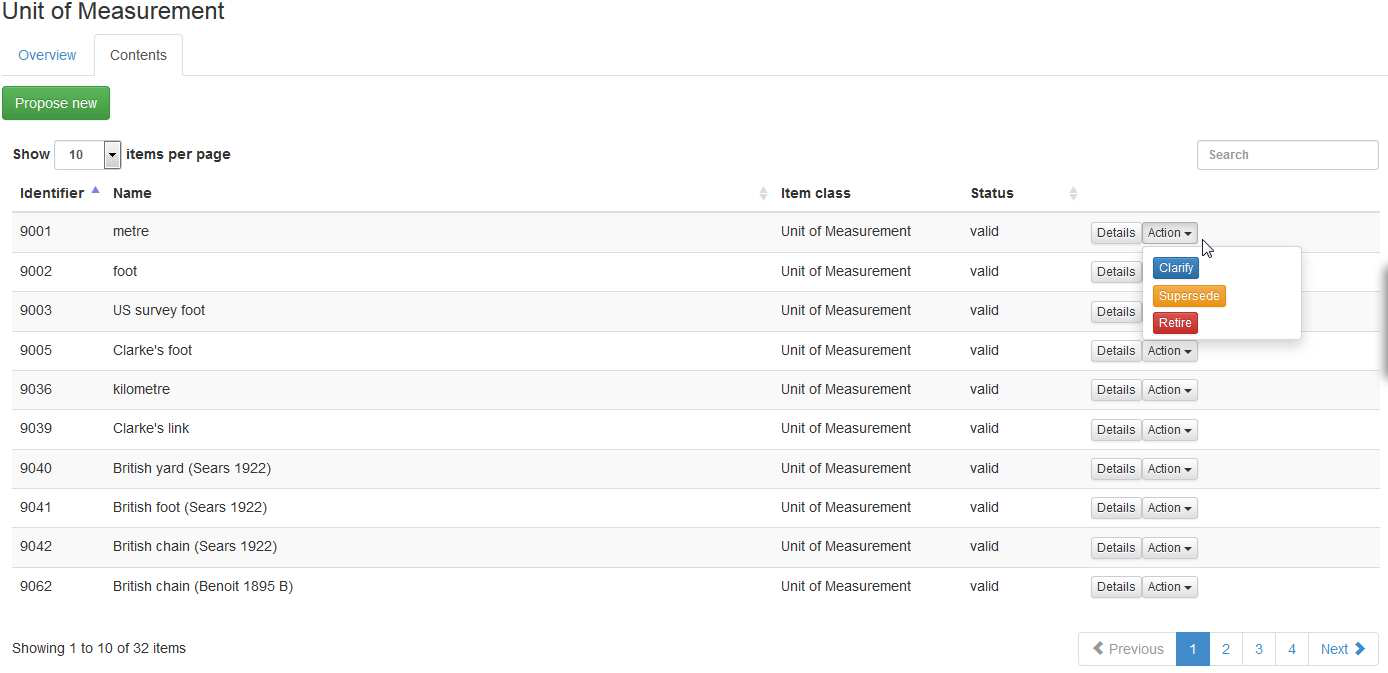 Unit of Measurement
Overview Contents
Propose new
Show 10 items per page Search
Identifier Name Item class Status
9001 metre Unit of Measurement valid Details Action
9002 foot Unit of Measurement valid Details
Clarify
Supersede
9003 US survey foot Unit of Measurement valid Details
Retire
9005 Clarke's foot Unit of Measurement valid Details Action
9036 kilometre Unit of Measurement valid Details Action
9039 Clarke's link Unit of Measurement valid Details Action
9040 British yard (Sears 1922) Unit of Measurement valid Details Action
9041 British foot (Sears 1922) Unit of Measurement valid Details Action
9042 British chain (Sears 1922) Unit of Measurement valid Details Action
9062 British chain (Benoit 1895 B) Unit of Measurement valid Details Action
Showing 1 to 10 of 32 items Previous 1 2 3 4 Next